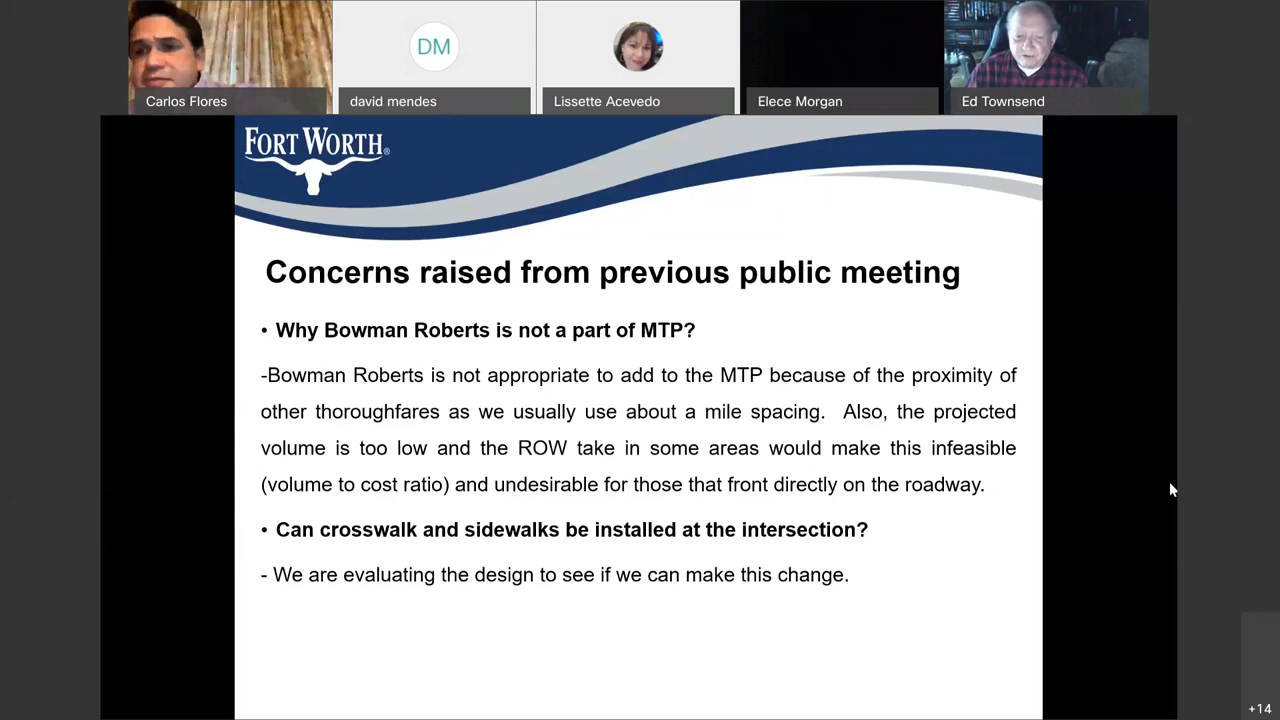 DM
Carlos Flores
david mendes
Lissette Acevedo
Elece Morgan
Ed Townsend
FORT WORTH®
Concerns raised from previous public meeting
• Why Bowman Roberts is not a part of MTP?
-Bowman Roberts is not appropriate to add to the MTP because of the proximity of
other thoroughfares as we usually use about a mile spacing. Also, the projected
volume is too low and the ROW take in some areas would make this infeasible
(volume to cost ratio) and undesirable for those that front directly on the roadway.
• Can crosswalk and sidewalks be installed at the intersection?
- We are evaluating the design to see if we can make this change.
+14